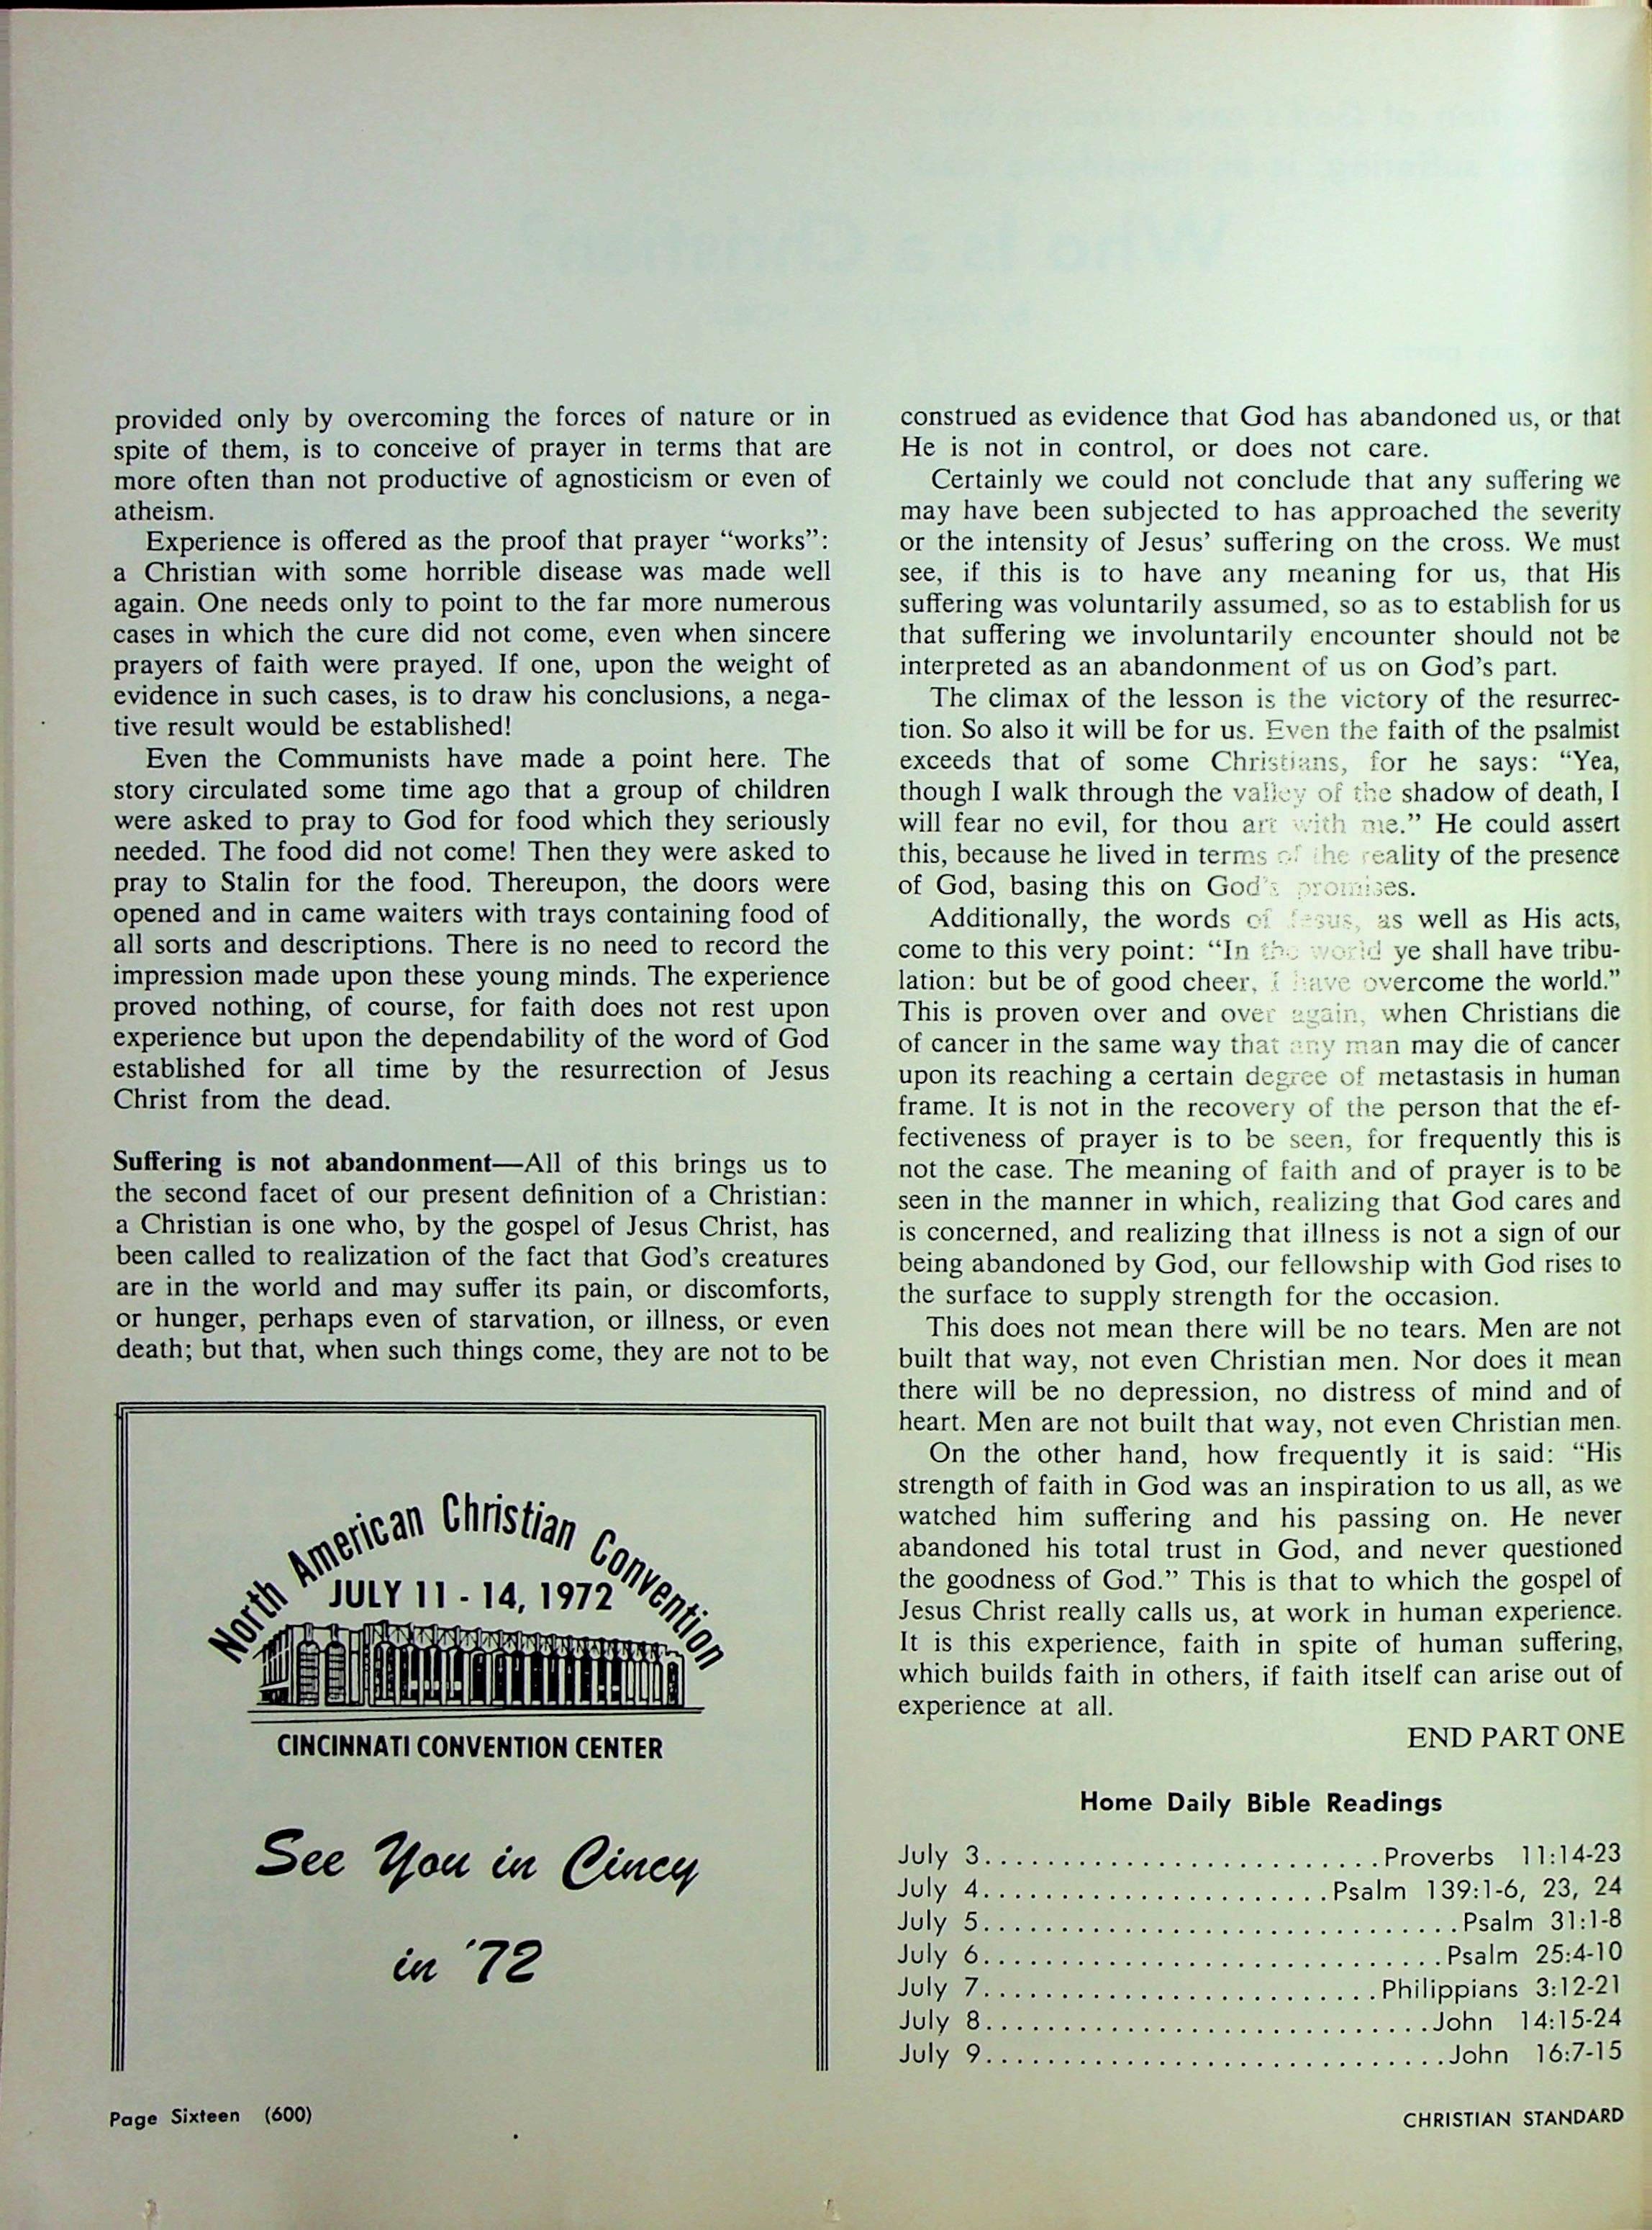 provided only by overcoming the forces of nature or in
spite of them, is to conceive of prayer in terms that are
more often than not productive of agnosticism or even of
atheism.
Experience is offered as the proof that prayer “works”:
a Christian with some horrible disease was made well
again. One needs only to point to the far more numerous
cases in which the cure did not come, even when sincere
prayers of faith were prayed. If one, upon the weight of
evidence in such cases, is to draw his conclusions, a nega-
tive result would be established!
Even the Communists have made a point here. The
story circulated some time ago that a group of children
were asked to pray to God for food which they seriously
needed. The food did not come! Then they were asked to
pray to Stalin for the food. Thereupon, the doors were
opened and in came waiters with trays containing food of
all sorts and descriptions. There is no need to record the
impression made upon these young minds. The experience
proved nothing, of course, for faith does not rest upon
experience but upon the dependability of the word of God
established for all time by the resurrection of Jesus
Christ from the dead.
Suffering is not abandonment—All of this brings us to
the second facet of our present definition of a Christian:
a Christian is one who, by the gospel of Jesus Christ, has
been called to realization of the fact that God’s creatures
are in the world and may suffer its pain, or discomforts,
or hunger, perhaps even of starvation, or illness, or even
death; but that, when such things come, they are not to be
North American Christian Convention
JULY 11 - 14, 1972
CINCINNATI CONVENTION CENTER
See You in Cincy
in ’72
construed as evidence that God has abandoned us, or that
He is not in control, or does not care.
Certainly we could not conclude that any suffering we
may have been subjected to has approached the severity
or the intensity of Jesus’ suffering on the cross. We must
see, if this is to have any meaning for us, that His
suffering was voluntarily assumed, so as to establish for us
that suffering we involuntarily encounter should not be
interpreted as an abandonment of us on God’s part.
The climax of the lesson is the victory of the resurrec-
tion. So also it will be for us. Even the faith of the psalmist
exceeds that of some Christians, for he says: “Yea,
though I walk through the valley of the shadow of death, I
will fear no evil, for thou art with me.” He could assert
this, because he lived in terms of the reality of the presence
of God, basing this on God’s promises.
Additionally, the words of Jesus, as well as His acts,
come to this very point: “In the world ye shall have tribu-
lation: but be of good cheer, I have overcome the world.”
This is proven over and over again, when Christians die
of cancer in the same way that any man may die of cancer
upon its reaching a certain degree of metastasis in human
frame. It is not in the recovery of the person that the ef-
fectiveness of prayer is to be seen, for frequently this is
not the case. The meaning of faith and of prayer is to be
seen in the manner in which, realizing that God cares and
is concerned, and realizing that illness is not a sign of our
being abandoned by God, our fellowship with God rises to
the surface to supply strength for the occasion.
This does not mean there will be no tears. Men are not
built that way, not even Christian men. Nor does it mean
there will be no depression, no distress of mind and of
heart. Men are not built that way, not even Christian men.
On the other hand, how frequently it is said: “His
strength of faith in God was an inspiration to us all, as we
watched him suffering and his passing on. He never
abandoned his total trust in God, and never questioned
the goodness of God.” This is that to which the gospel of
Jesus Christ really calls us, at work in human experience.
It is this experience, faith in spite of human suffering,
which builds faith in others, if faith itself can arise out of
experience at all.
END PART ONE
Home Daily Bible Readings
July 3..........................Proverbs 11:14-23
July 4......................Psalm 139:1-6, 23, 24
July 5...............................Psalm 31:1-8
July 6..............................Psalm 25:4-10
July 7..........................Philippians 3:12-21
July 8.............................John 14:15-24
July 9..............................John 16:7-15
Page Sixteen (600)
CHRISTIAN STANDARD